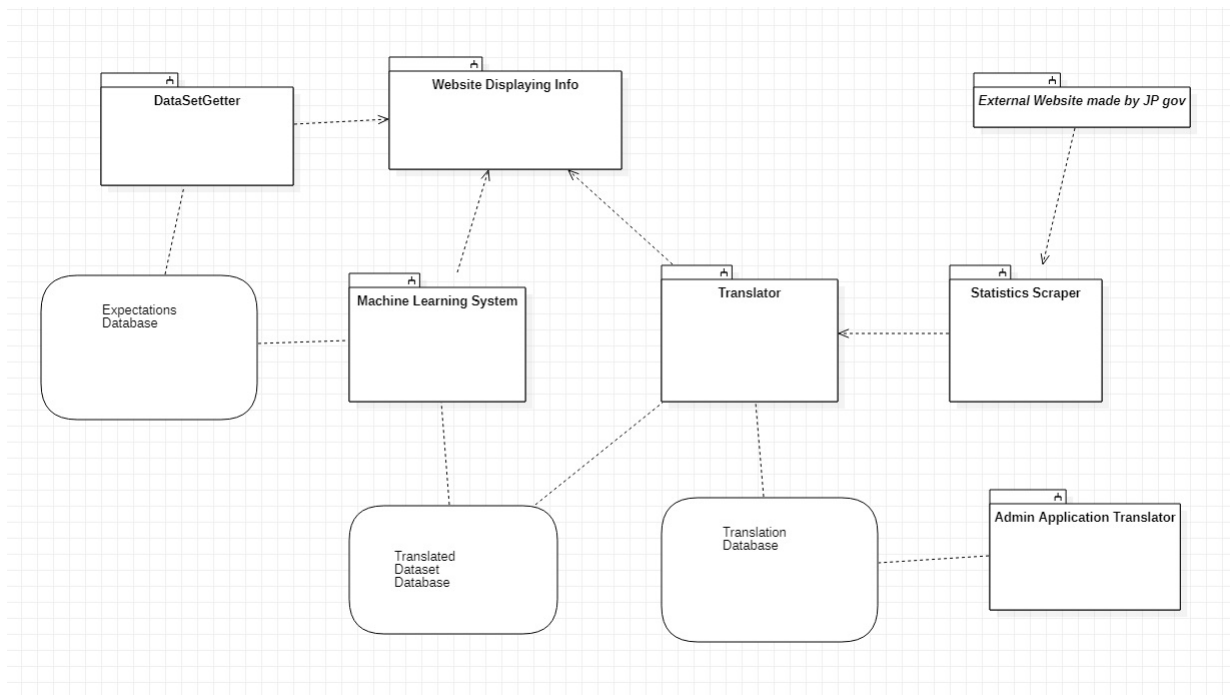 Website Displaying Info
DataSetGetter
External Website made by JP gov
Machine Learning System
Translator
Statistics Scraper
Expectations
Database
Admin Application Translator
Translated
Dataset
Database
Translation
Database